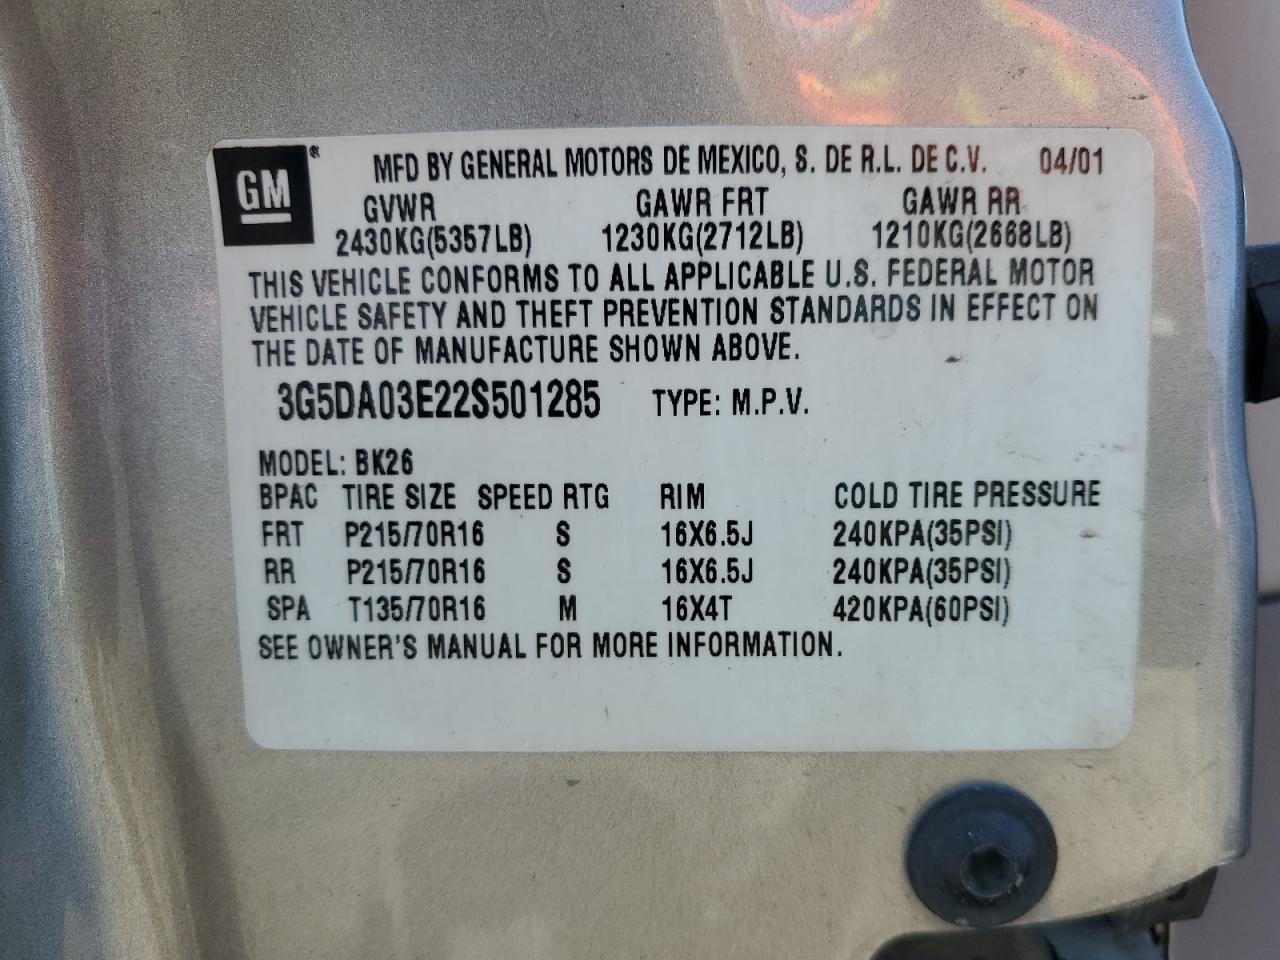 GM® MFD BY GENERAL MOTORS DE MEXICO, S. DE R.L. DE C.V. 04/01
GVWR GAWR FRT GAWR RR
2430KG(5357LB) 1230KG(2712LB) 1210KG(2668LB)
THIS VEHICLE CONFORMS TO ALL APPLICABLE U.S. FEDERAL MOTOR
VEHICLE SAFETY AND THEFT PREVENTION STANDARDS IN EFFECT ON
THE DATE OF MANUFACTURE SHOWN ABOVE.
3G5DA03E22S501285 TYPE: M.P.V.
MODEL: BK26
BPAC TIRE SIZE SPEED RTG RIM COLD TIRE PRESSURE
FRT P215/70R16 S 16X6.5J 240KPA(35PSI)
RR P215/70R16 S 16X6.5J 240KPA(35PSI)
SPA T135/70R16 M 16X4T 420KPA(60PSI)
SEE OWNER'S MANUAL FOR MORE INFORMATION.